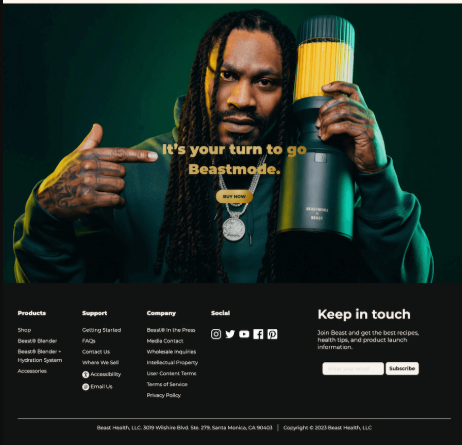 It's your turn to go
Beastmode.
BUY NOW
BEASTMODE
Products
Shop
Beast® Blender
Beast® Blender +
Hydration System
Accessories
Support
Getting Started
FAQs
Contact Us
Where We Sell
Accessibility
Email Us
Company
Beast® In the Press
Media Contact
Wholesale Inquiries
Intellectual Property
User Content Terms
Terms of Service
Privacy Policy
Social
Keep in touch
Join Beast and get the best recipes,
health tips, and product launch
information.
Subscribe
Beast Health, LLC. 3019 Wilshire Blvd. Ste. 279, Santa Monica, CA 90403 | Copyright © 2023 Beast Health, LLC